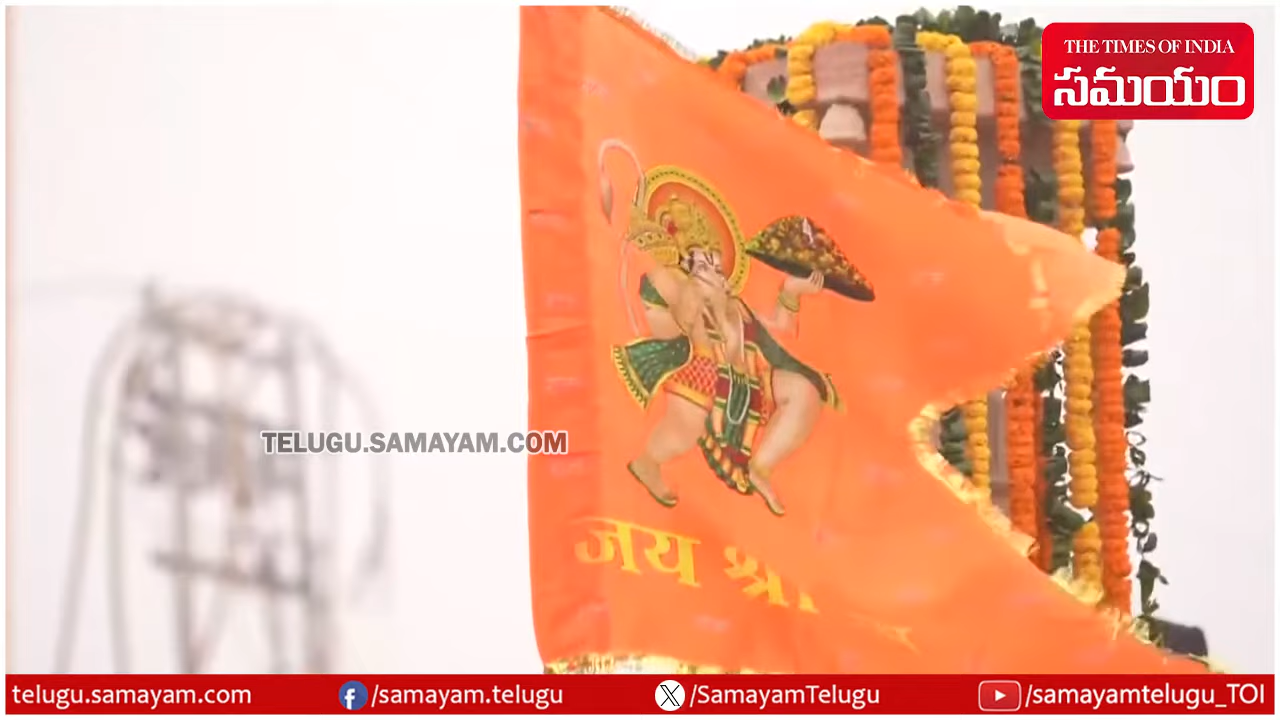 THE TIMES OF INDIA
సమయం
TELUGU.SAMAYAM.COM
जय श्री
telugu.samayam.com
/samayam.telugu
/SamayamTelugu
/samayamtelugu_TOI